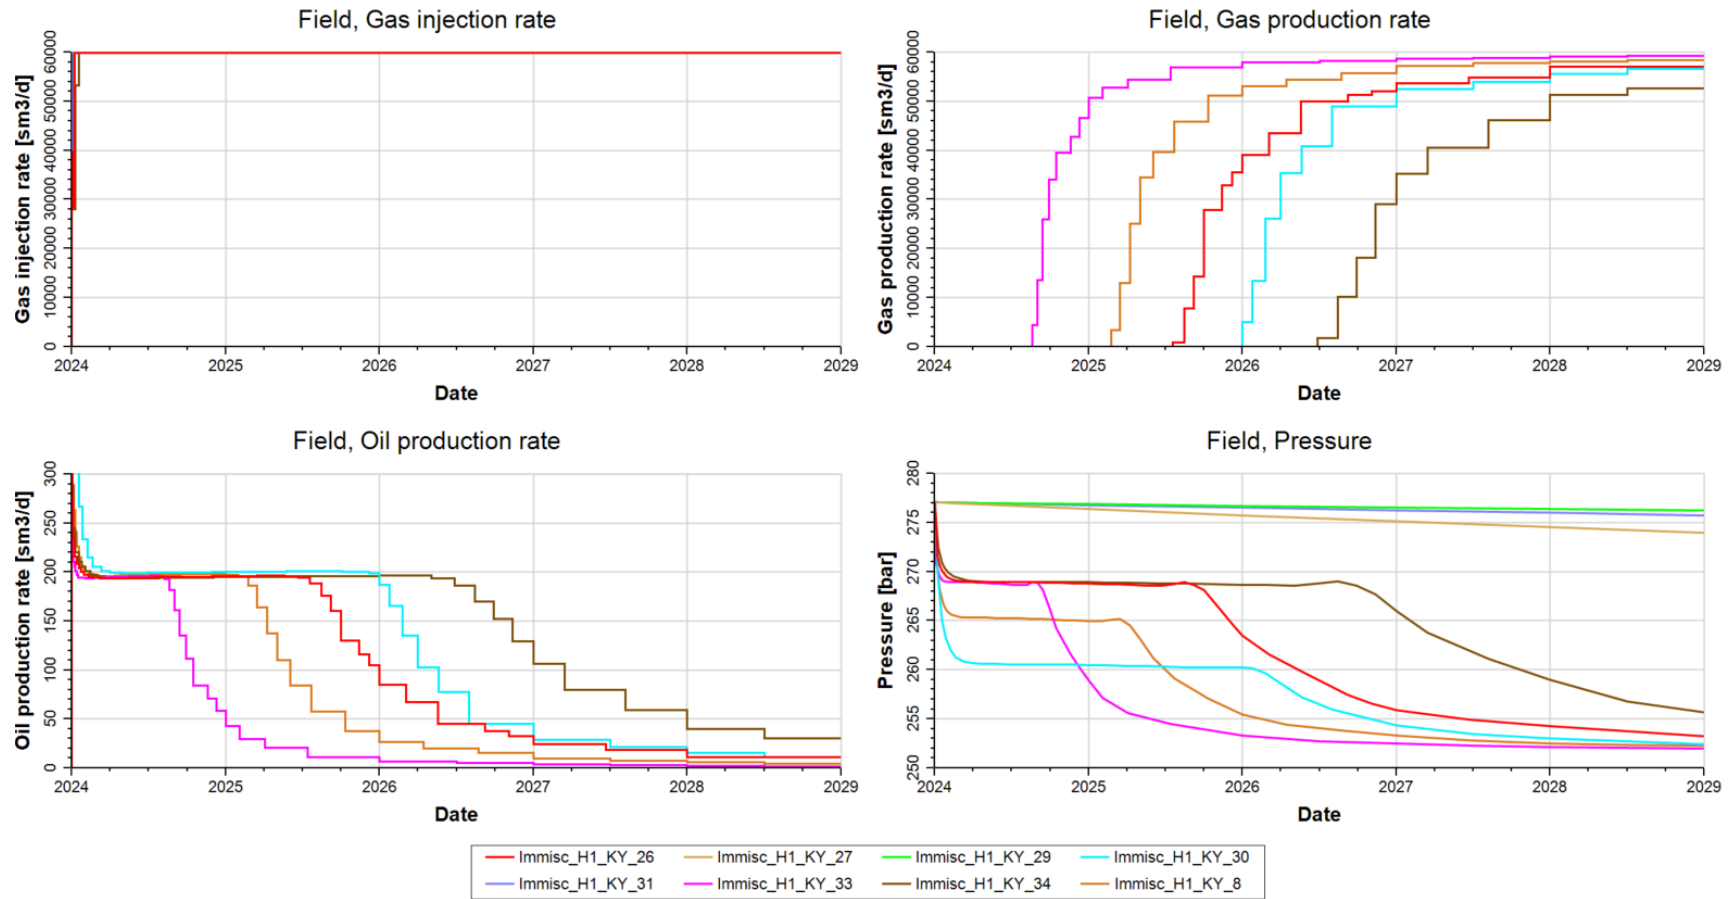 Field, Gas injection rate
Gas injection rate [sm3/d]
60000
50000
40000
30000
20000
10000
0
2024 2025 2026 2027 2028 2029
Date
Field, Gas production rate
Gas production rate [sm3/d]
60000
50000
40000
30000
20000
10000
0
2024 2025 2026 2027 2028 2029
Date
Field, Oil production rate
Oil production rate [sm3/d]
300
250
200
150
100
50
0
2024 2025 2026 2027 2028 2029
Date
Field, Pressure
Pressure [bar]
280
275
270
265
260
255
250
2024 2025 2026 2027 2028 2029
Date
Immisc_H1_KY_26 Immisc_H1_KY_27 Immisc_H1_KY_29 Immisc_H1_KY_30
Immisc_H1_KY_31 Immisc_H1_KY_33 Immisc_H1_KY_34 Immisc_H1_KY_8